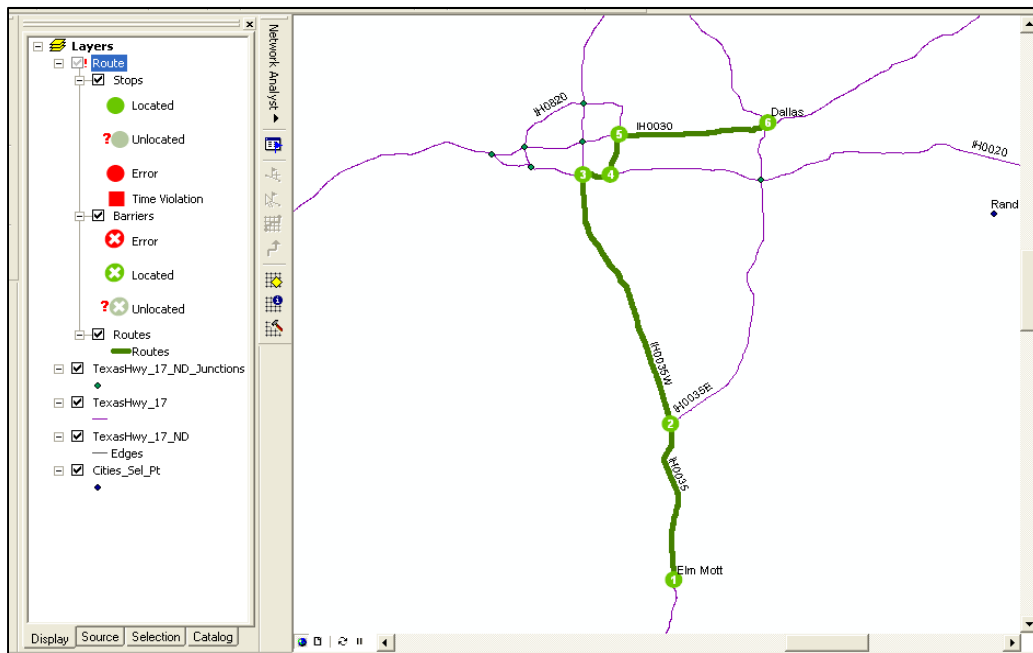 Layers
Route
Stops
Located
? Unlocated
Error
Time Violation
Barriers
Error
Located
? Unlocated
Routes
Routes
TexasHwy_17_ND_Junctions
TexasHwy_17
TexasHwy_17_ND
Edges
Cities_Sel_Pt
Display Source Selection Catalog
Network Analyst
IH0820
Dallas
6
IH0030
5
IH0020
3
4
Rand
IH0035W
IH0035E
2
IH0035
Elm Mott
1